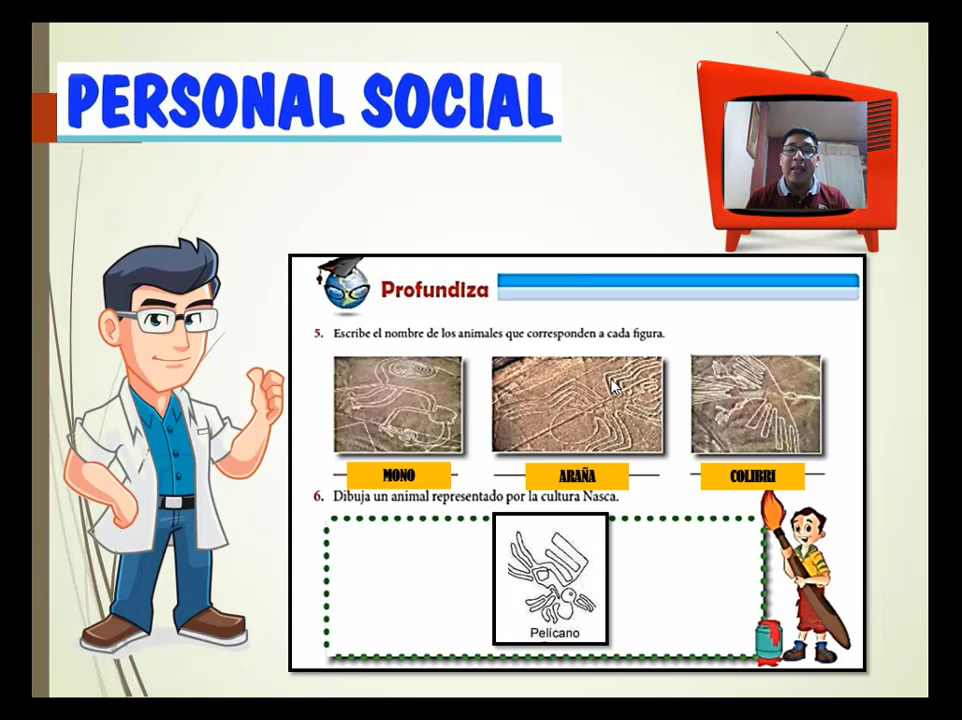 PERSONAL SOCIAL
Profundiza
5. Escribe el nombre de los animales que corresponden a cada figura.
MONO ARAÑA COLIBRI
6. Dibuja un animal representado por la cultura Nasca.
Pelícano